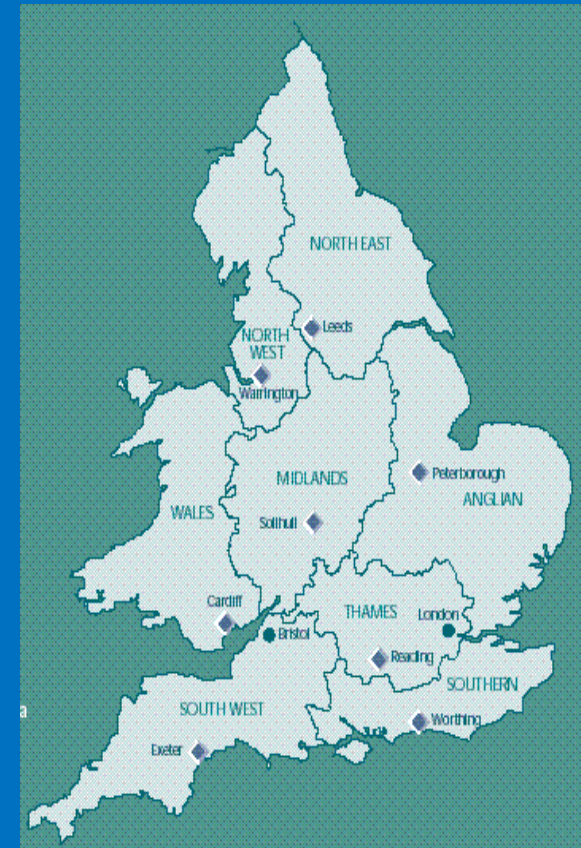 NORTH EAST
Leeds
NORTH
WEST
Warrington
Peterborough
MIDLANDS
ANGLIAN
WALES
Solihull
Cardiff
THAMES
London
Bristol
Reading
SOUTHERN
a
SOUTH WEST
Worthing
Exeter